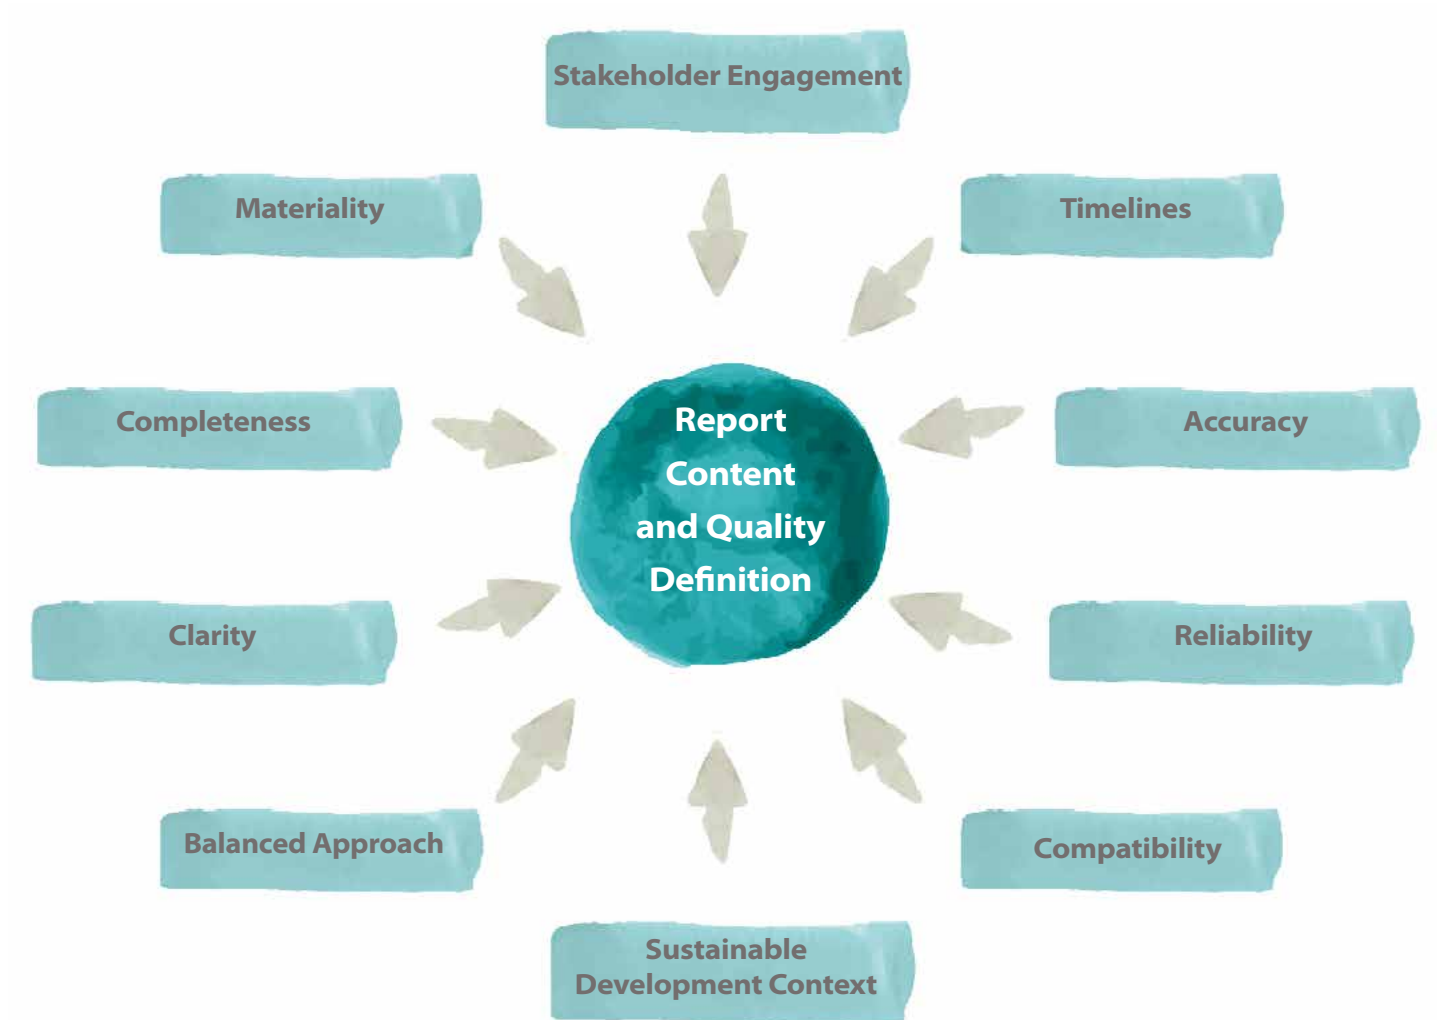 Stakeholder Engagement
Materiality
Timelines
Completeness
Accuracy
Report
Content
and Quality
Definition
Clarity
Reliability
Balanced Approach
Compatibility
Sustainable
Development Context